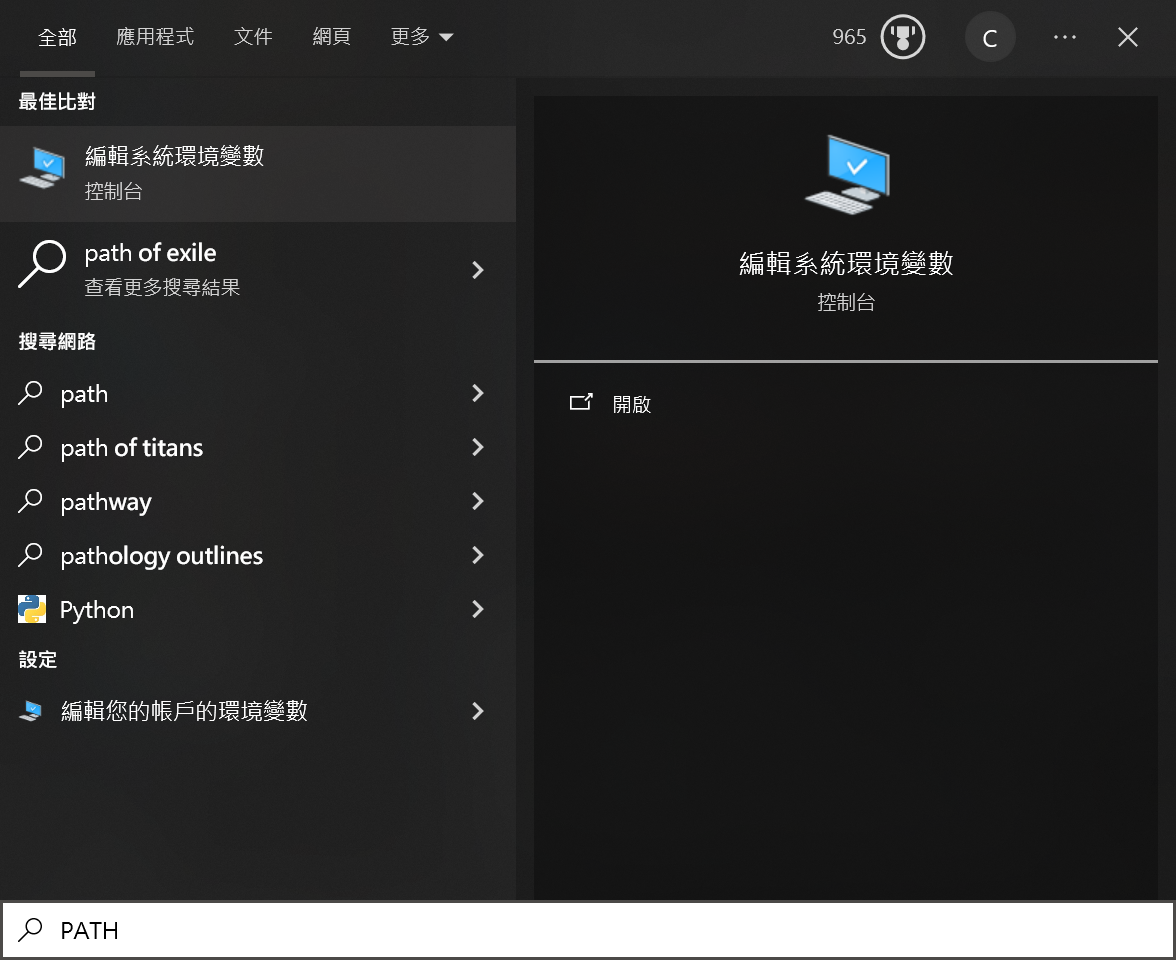 全部 應用程式 文件 網頁 更多 965 C
最佳比對
編輯系統環境變數
控制台
path of exile
查看更多搜尋結果
搜尋網路
path
path of titans
pathway
pathology outlines
Python
設定
編輯您的帳戶的環境變數
編輯系統環境變數
控制台
開啟
PATH